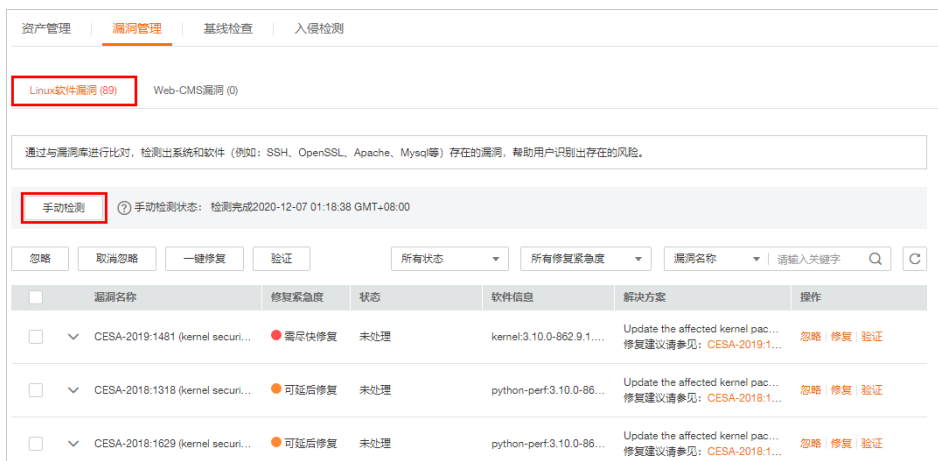 资产管理 漏洞管理 基线检查 入侵检测
Linux软件漏洞 (89) Web-CMS漏洞 (0)
通过与漏洞库进行比对，检测出系统和软件（例如：SSH、OpenSSL、Apache、Mysql等）存在的漏洞，帮助用户识别出存在的风险。
手动检测 ? 手动检测状态： 检测完成2020-12-07 01:18:38 GMT+08:00
忽略 取消忽略 一键修复 验证 所有状态 所有修复紧急度 漏洞名称 请输入关键字
漏洞名称 修复紧急度 状态 软件信息 解决方案 操作
CESA-2019:1481 (kernel securi... 需尽快修复 未处理 kernel:3.10.0-862.9.1.... Update the affected kernel pac... 忽略 修复 验证
修复建议请参见：CESA-2019:1...
CESA-2018:1318 (kernel securi... 可延后修复 未处理 python-perf:3.10.0-86... Update the affected kernel pac... 忽略 修复 验证
修复建议请参见：CESA-2018:1...
CESA-2018:1629 (kernel securi... 可延后修复 未处理 python-perf:3.10.0-86... Update the affected kernel pac... 忽略 修复 验证
修复建议请参见：CESA-2018:1...